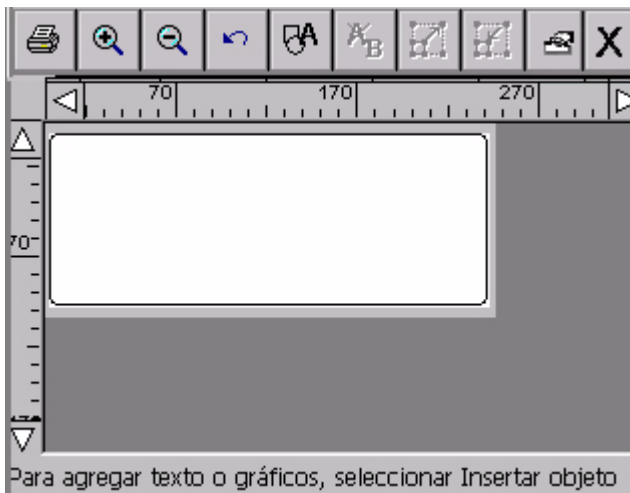 A A/B X
70 170 270
70
Para agregar texto o gráficos, seleccionar Insertar objeto